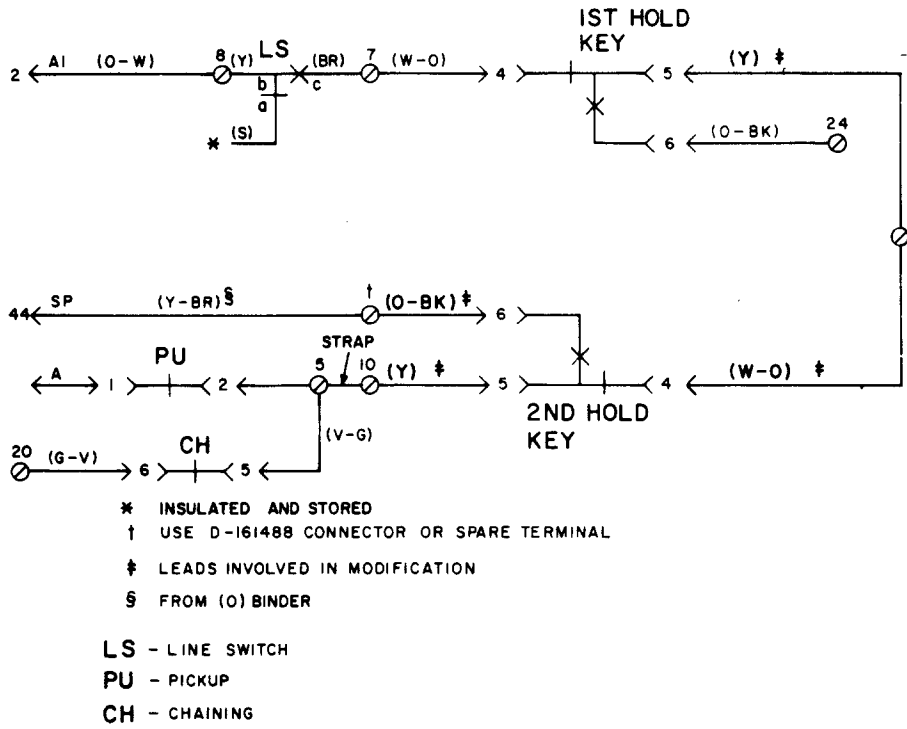 1ST HOLD
KEY
2 A1 (O-W) 8 (Y) LS (BR) 7 (W-O) 4 5 (Y) ‡
b c
a
* (S) 6 (O-BK) 24
44 SP (Y-BR) § † (O-BK) ‡ 6
STRAP
A 1 PU 2 5 10 (Y) ‡ 5 4 (W-O) ‡
2ND HOLD
KEY
(V-G)
20 (G-V) 6 CH 5
* INSULATED AND STORED
† USE D-161488 CONNECTOR OR SPARE TERMINAL
‡ LEADS INVOLVED IN MODIFICATION
§ FROM (O) BINDER
LS - LINE SWITCH
PU - PICKUP
CH - CHAINING